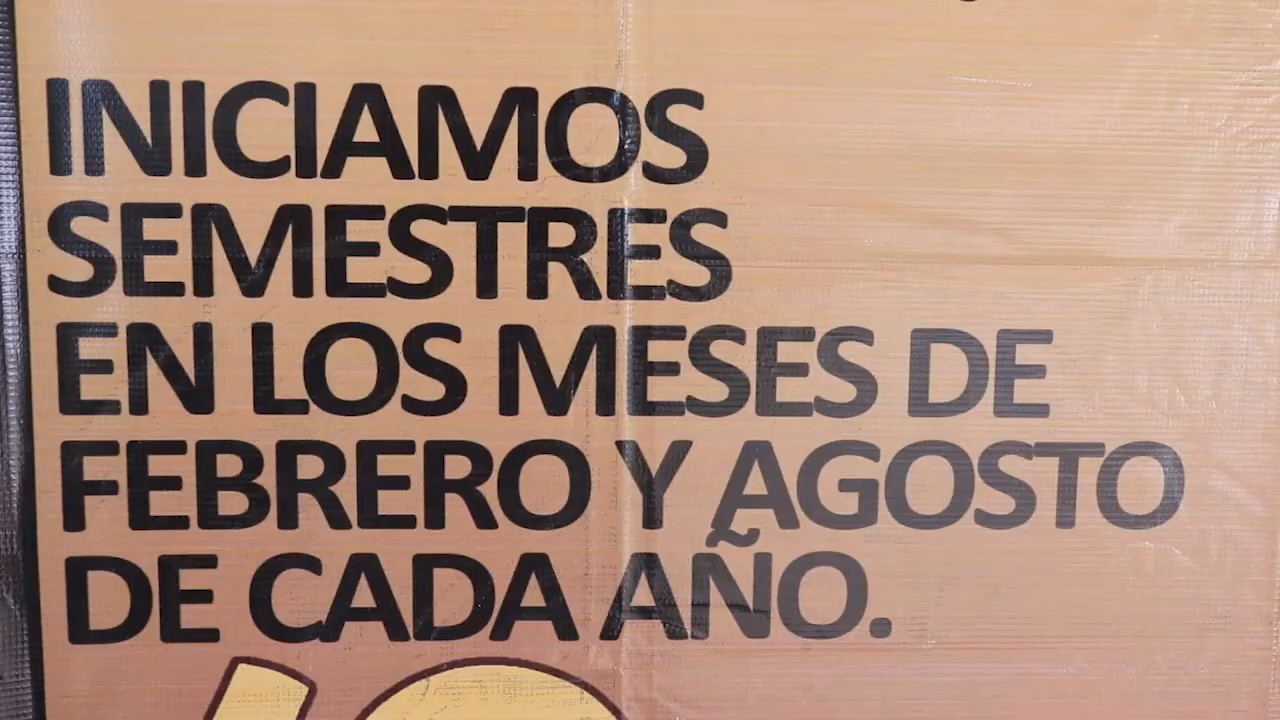 INICIAMOS
SEMESTRES
EN LOS MESES DE
FEBRERO Y AGOSTO
DE CADA AÑO.